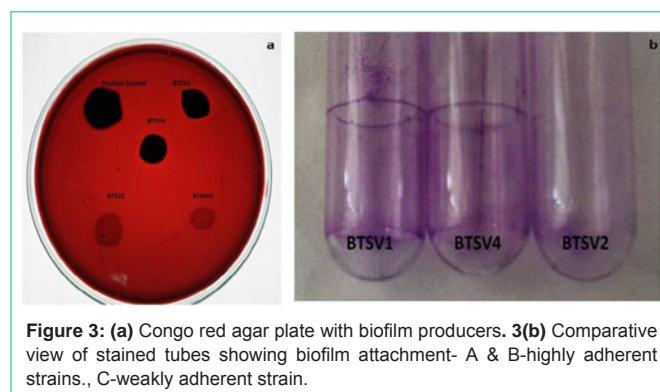 a
Positive Control
BTSV1
BTSV4
b
BTSV1 BTSV4 BTSV2
Figure 3: (a) Congo red agar plate with biofilm producers. 3(b) Comparative
view of stained tubes showing biofilm attachment- A & B-highly adherent
strains., C-weakly adherent strain.